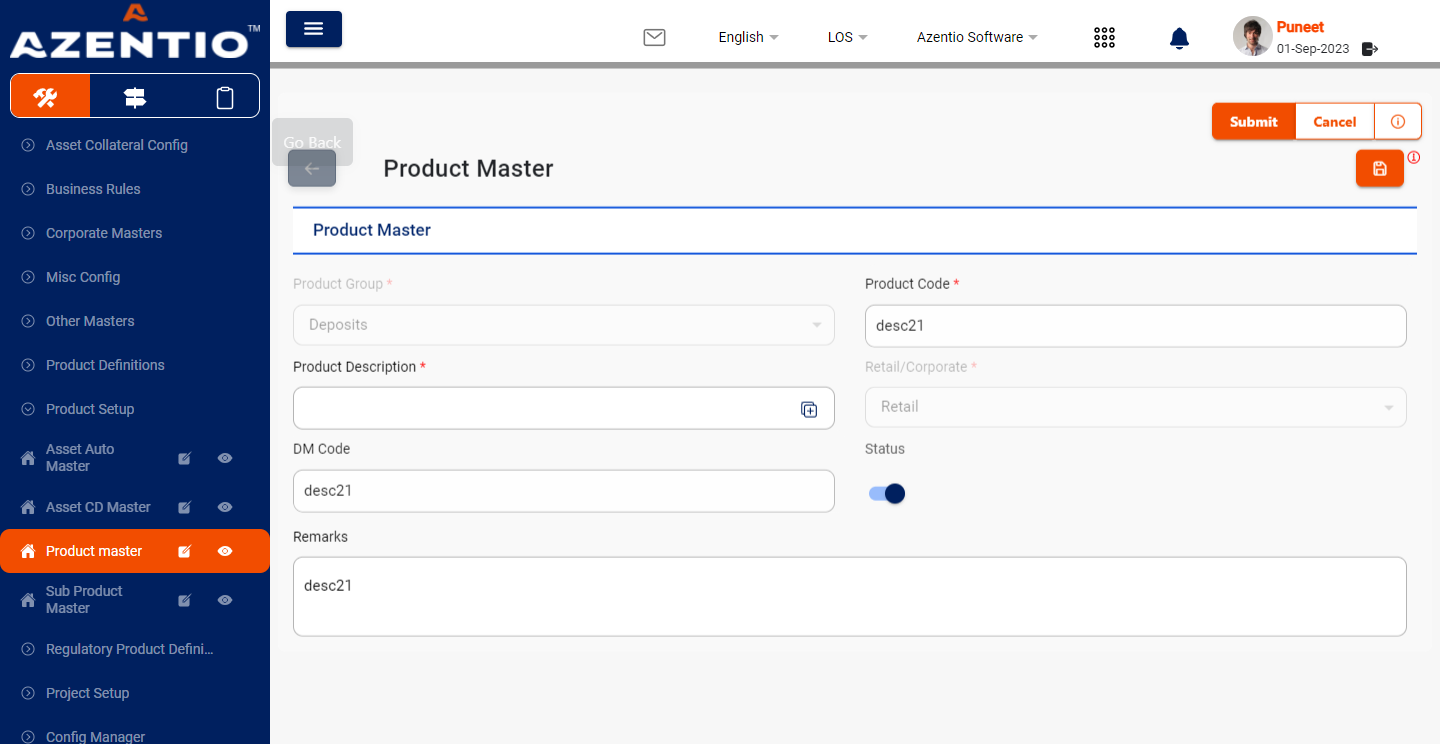 AZENTIO™
English
LOS
Azentio Software
Puneet
01-Sep-2023
Asset Collateral Config
Business Rules
Corporate Masters
Misc Config
Other Masters
Product Definitions
Product Setup
Asset Auto
Master
Asset CD Master
Product master
Sub Product
Master
Regulatory Product Defini...
Project Setup
Config Manager
Submit
Cancel
Go Back
Product Master
Product Master
Product Group *
Deposits
Product Code *
desc21
Product Description *
Retail/Corporate *
Retail
DM Code
desc21
Status
Remarks
desc21